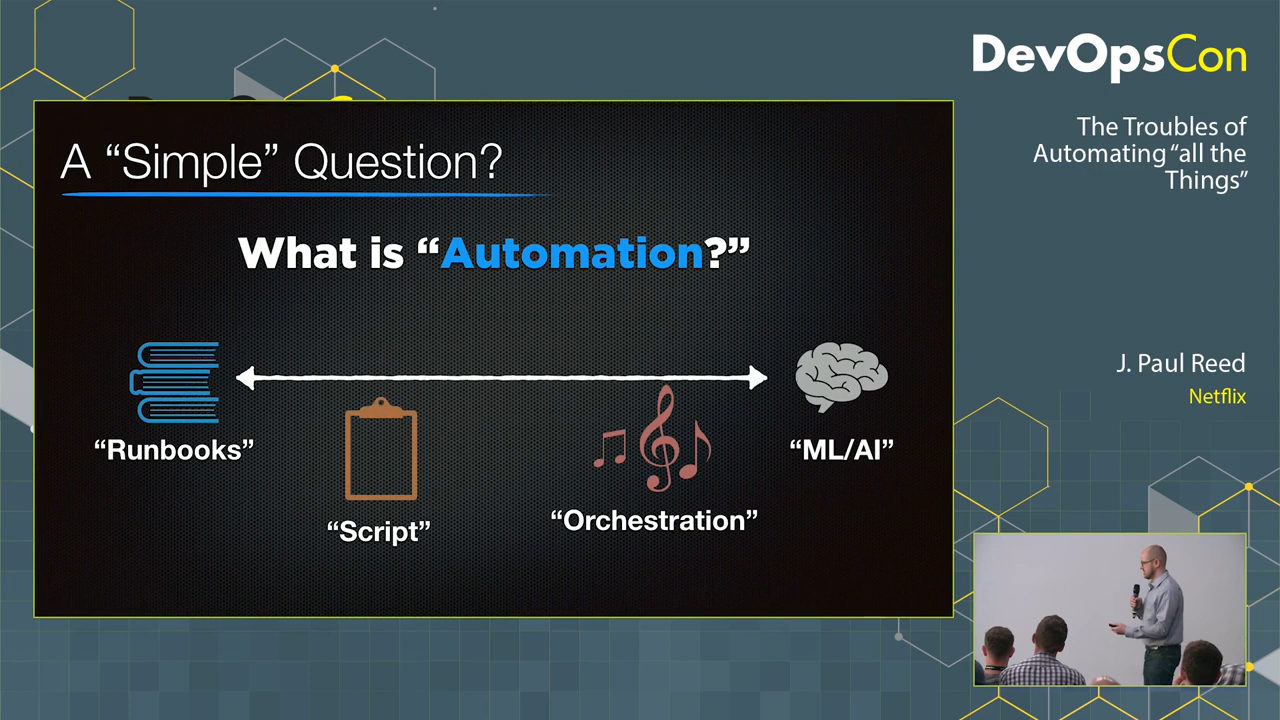 DevOpsCon
The Troubles of
Automating “all the
Things”
A “Simple” Question?
What is “Automation?”
“Runbooks”
“Script”
“Orchestration”
“ML/AI”
J. Paul Reed
Netflix